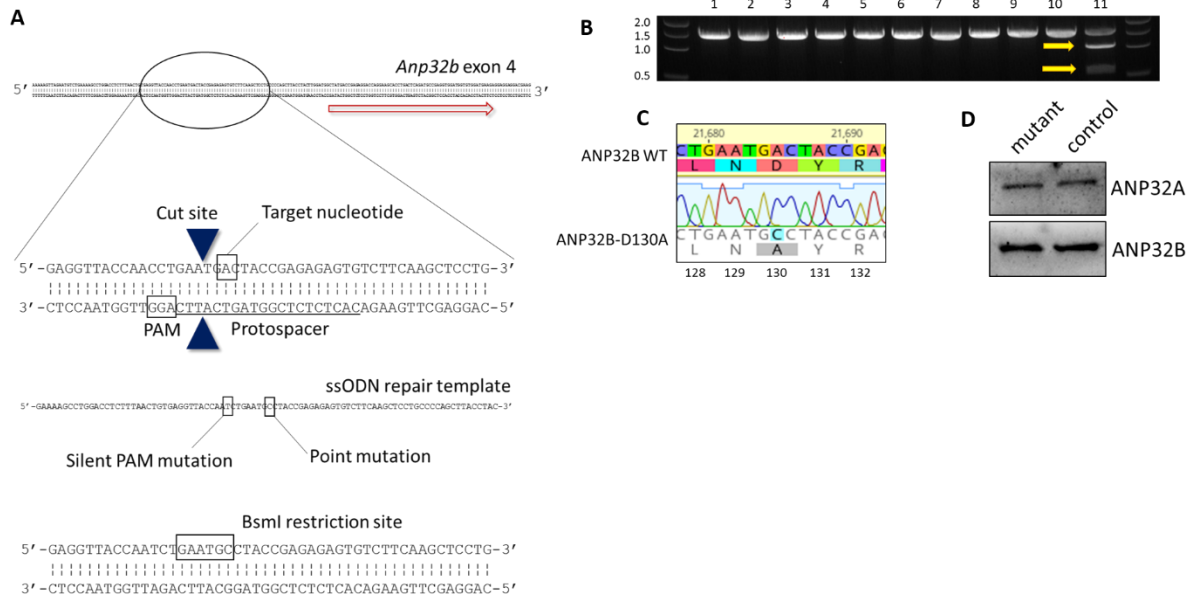 A
Anp32b exon 4
5′
3′
Cut site
Target nucleotide
5′-GAGGTTACCAACCTGAATGACTACCGAGAGAGTGTCTTCAAGCTCCTG-3′
3′-CTCCAATGGTTGGACTTACTGATGGCTCTCTCACAGAAGTTCGAGGAC-5′
PAM
Protospacer
ssODN repair template
5′-GAAAAGCCTGGACCTCTTTAACTGTGAGGTTACCAATCTGAATGCCTACCGAGAGAGTGTCTTCAAGCTCCTGCCCCAGCTTACCTAC-3′
Silent PAM mutation
Point mutation
BsmI restriction site
5′-GAGGTTACCAATCTGAATGCCTACCGAGAGAGTGTCTTCAAGCTCCTG-3′
3′-CTCCAATGGTTAGACTTACGGATGGCTCTCTCACAGAAGTTCGAGGAC-5′
B
1 2 3 4 5 6 7 8 9 10 11
2.0
1.5
1.0
0.5
C
21,680 21,690
ANP32B WT
CTGAATGACTACCGAC
L N D Y R
ANP32B-D130A
CTGAATGCCTACCGAC
L N A Y R
128 129 130 131 132
D
mutant control
ANP32A
ANP32B